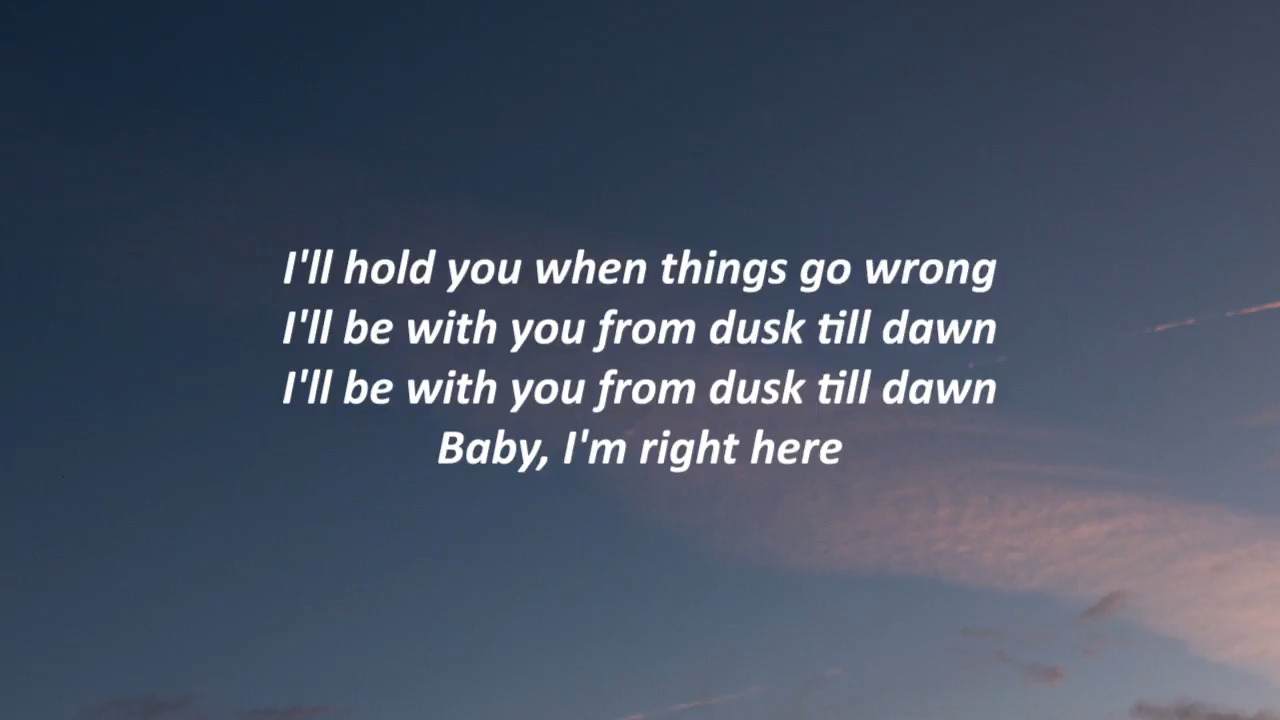 I'll hold you when things go wrong
I'll be with you from dusk till dawn
I'll be with you from dusk till dawn
Baby, I'm right here